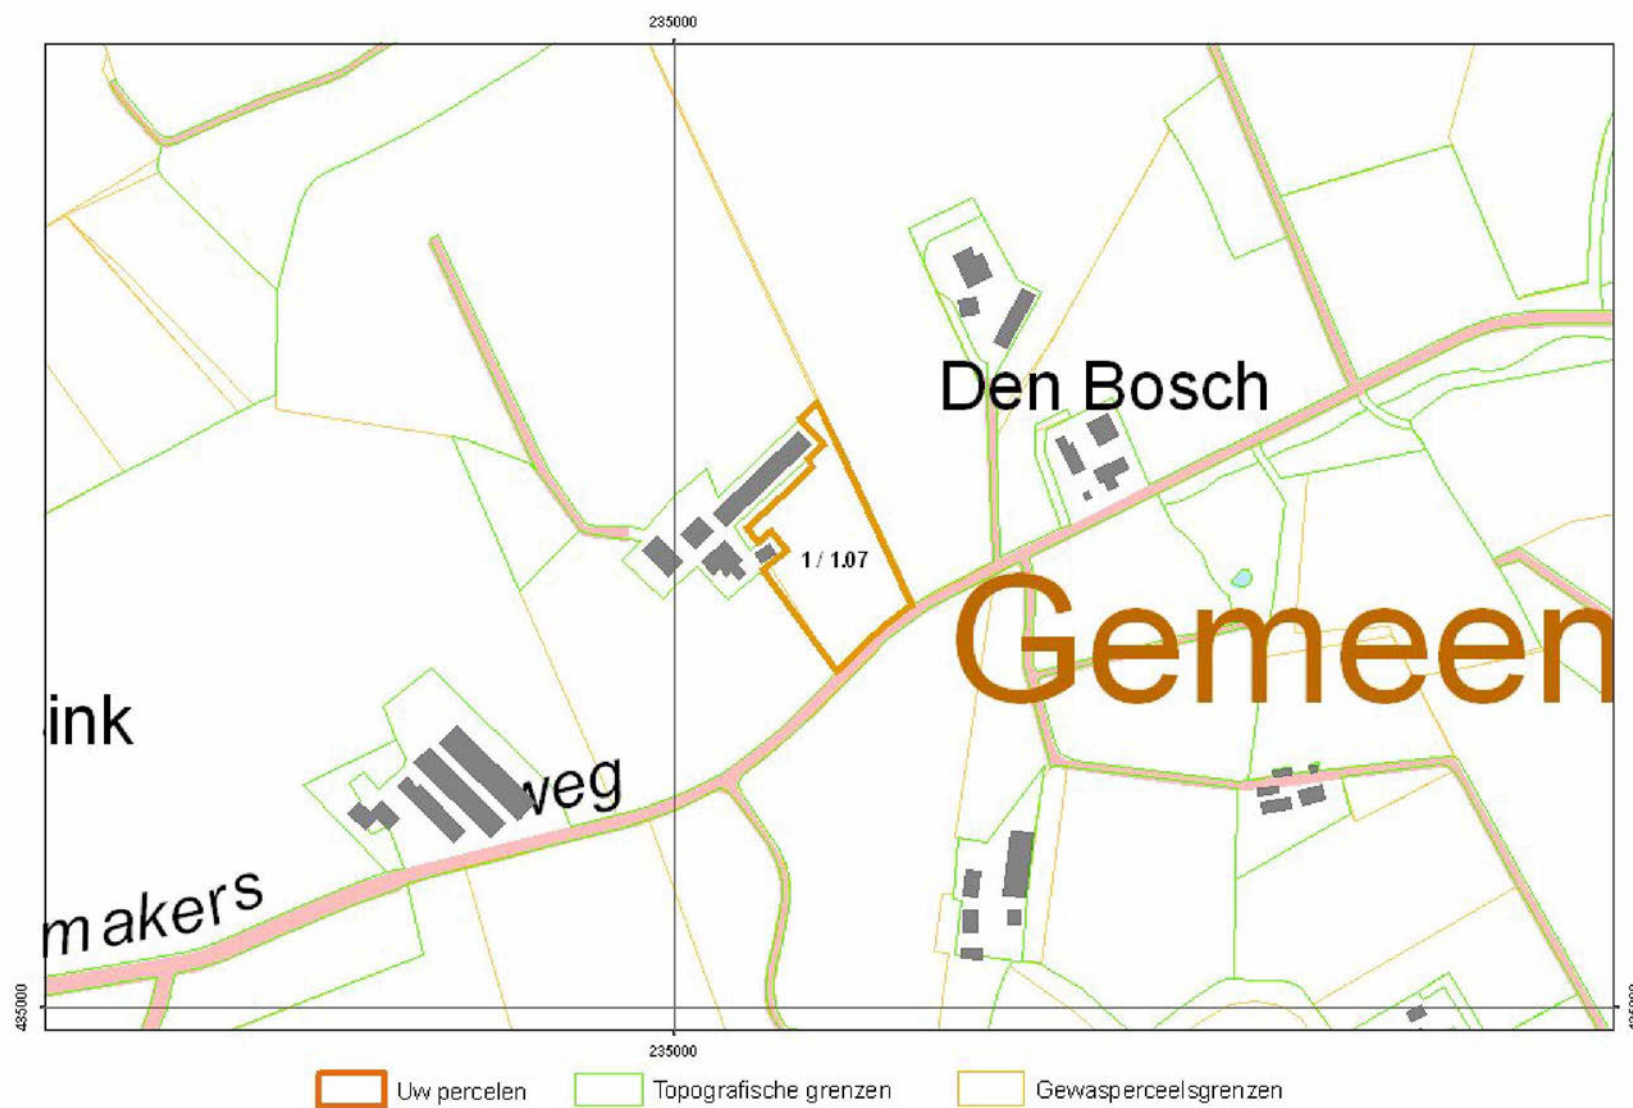 235000
Den Bosch
1 / 1.07
Gemeen
ink
weg
makers
435000
235000
Uw percelen
Topografische grenzen
Gewasperceelsgrenzen